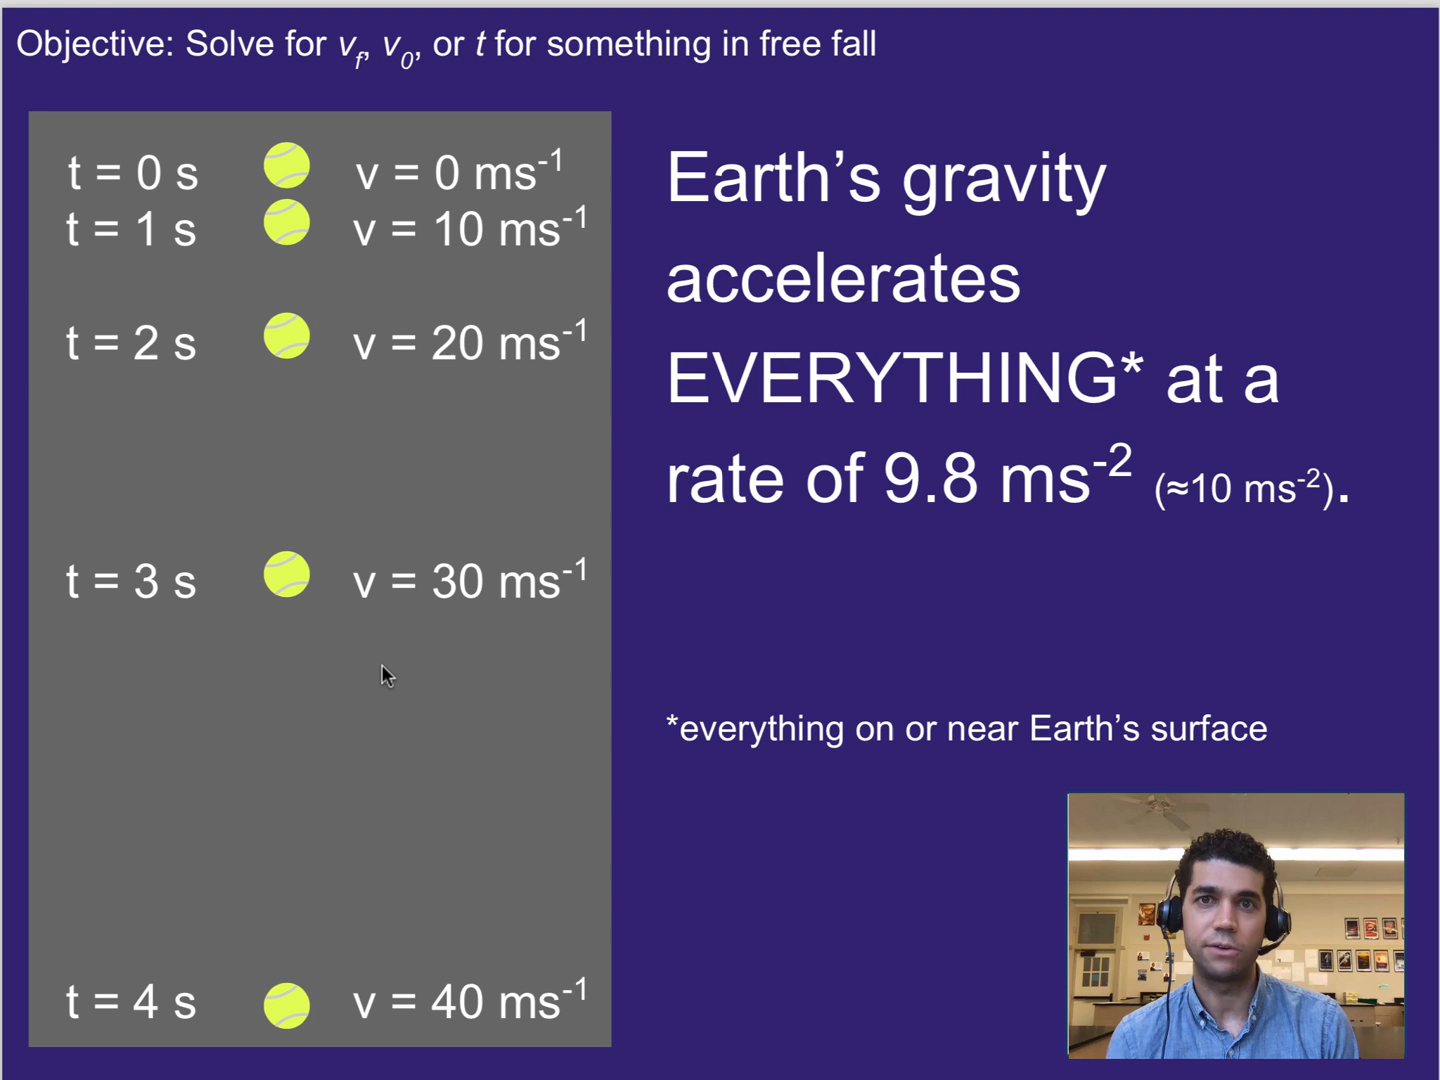 Objective: Solve for v_f, v_0, or t for something in free fall
t = 0 s v = 0 ms⁻¹
t = 1 s v = 10 ms⁻¹
t = 2 s v = 20 ms⁻¹
t = 3 s v = 30 ms⁻¹
t = 4 s v = 40 ms⁻¹
Earth’s gravity
accelerates
EVERYTHING* at a
rate of 9.8 ms⁻² (≈10 ms⁻²).
*everything on or near Earth’s surface